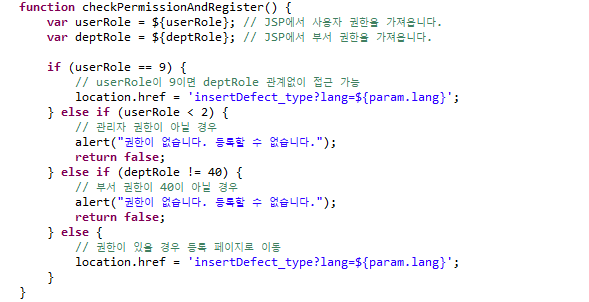 function checkPermissionAndRegister() {
    var userRole = ${userRole}; // JSP에서 사용자 권한을 가져옵니다.
    var deptRole = ${deptRole}; // JSP에서 부서 권한을 가져옵니다.

    if (userRole == 9) {
        // userRole이 9이면 deptRole 관계없이 접근 가능
        location.href = 'insertDefect_type?lang=${param.lang}';
    } else if (userRole < 2) {
        // 관리자 권한이 아닐 경우
        alert("권한이 없습니다. 등록할 수 없습니다.");
        return false;
    } else if (deptRole != 40) {
        // 부서 권한이 40이 아닐 경우
        alert("권한이 없습니다. 등록할 수 없습니다.");
        return false;
    } else {
        // 권한이 있을 경우 등록 페이지로 이동
        location.href = 'insertDefect_type?lang=${param.lang}';
    }
}